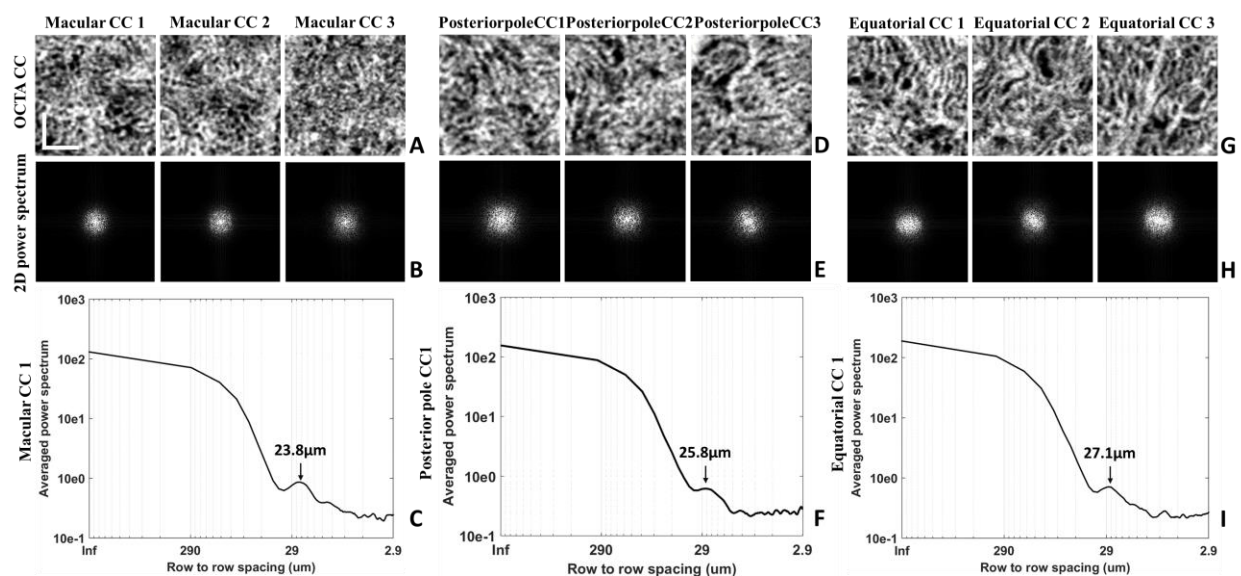 Macular CC 1 Macular CC 2 Macular CC 3
PosteriorpoleCC1 PosteriorpoleCC2 PosteriorpoleCC3
Equatorial CC 1 Equatorial CC 2 Equatorial CC 3
OCTA CC
A
D
G
2D power spectrum
B
E
H
Macular CC 1
Averaged power spectrum
10e3
10e2
10e1
10e0
10e-1
23.8μm
C
Inf 290 29 2.9
Row to row spacing (um)
Posterior pole CC1
Averaged power spectrum
10e3
10e2
10e1
10e0
10e-1
25.8μm
F
Inf 290 29 2.9
Row to row spacing (um)
Equatorial CC 1
Averaged power spectrum
10e3
10e2
10e1
10e0
10e-1
27.1μm
I
Inf 290 29 2.9
Row to row spacing (um)